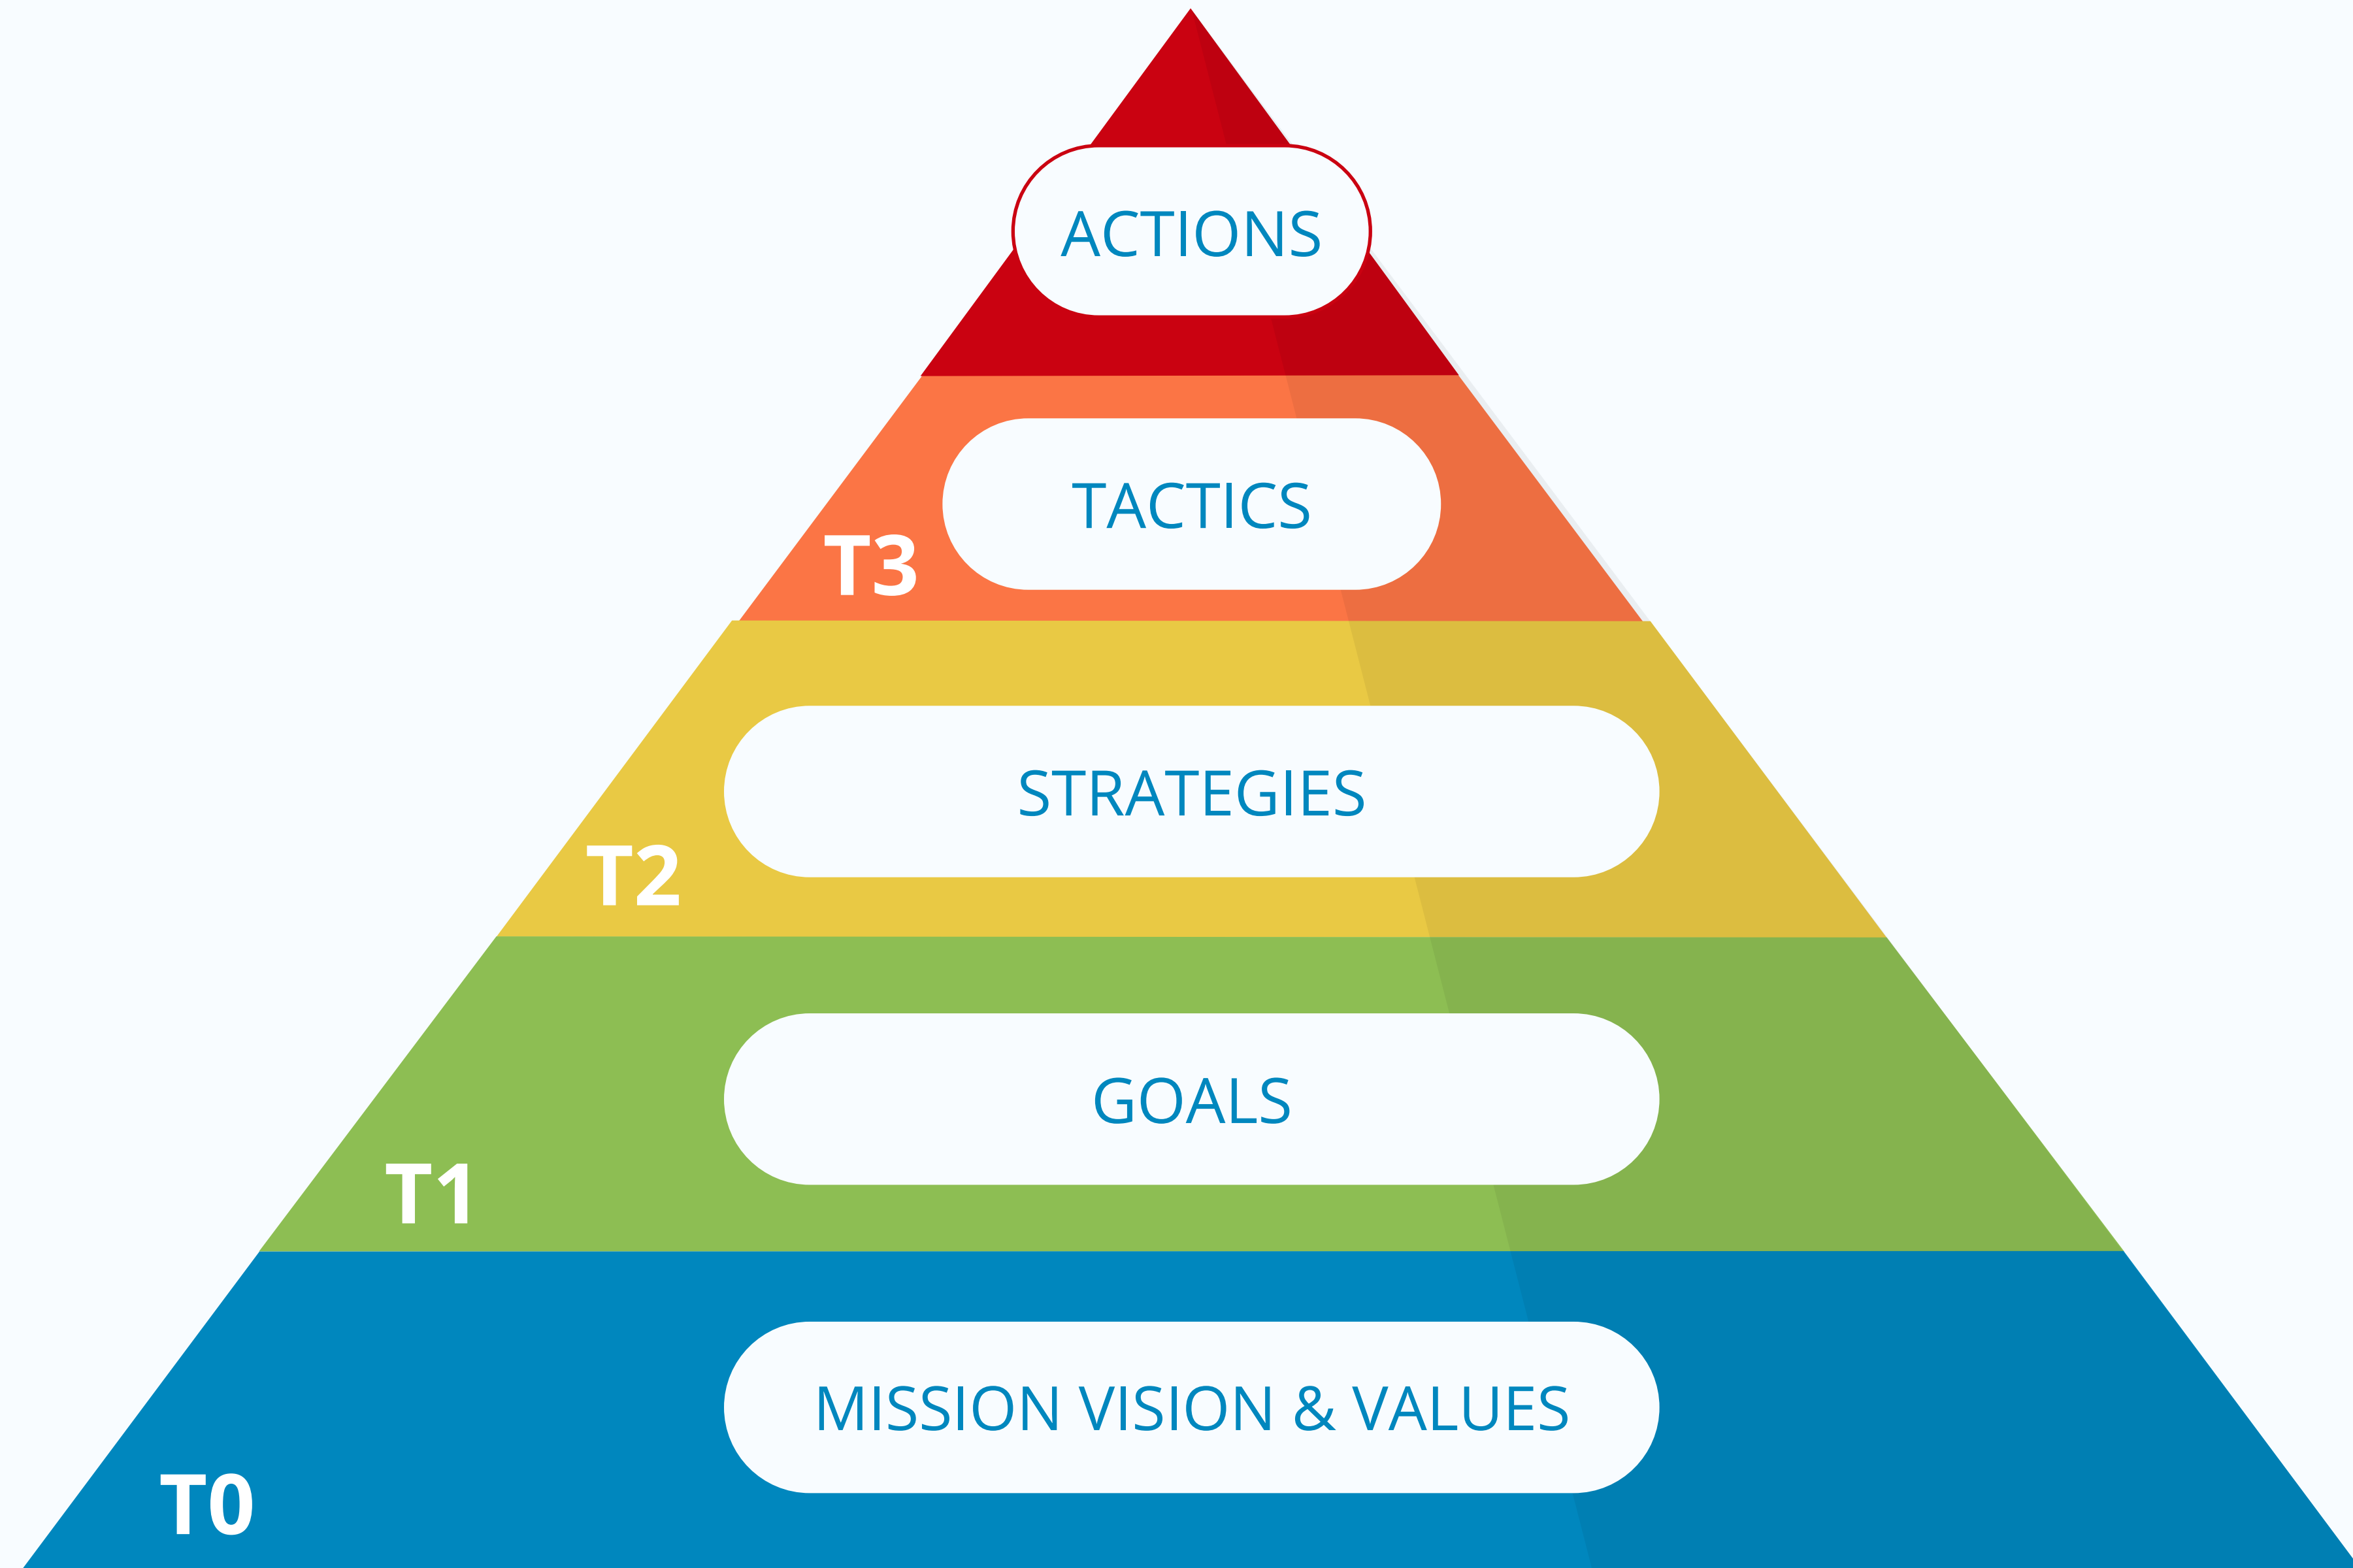 ACTIONS
TACTICS
T3
STRATEGIES
T2
GOALS
T1
MISSION VISION & VALUES
T0